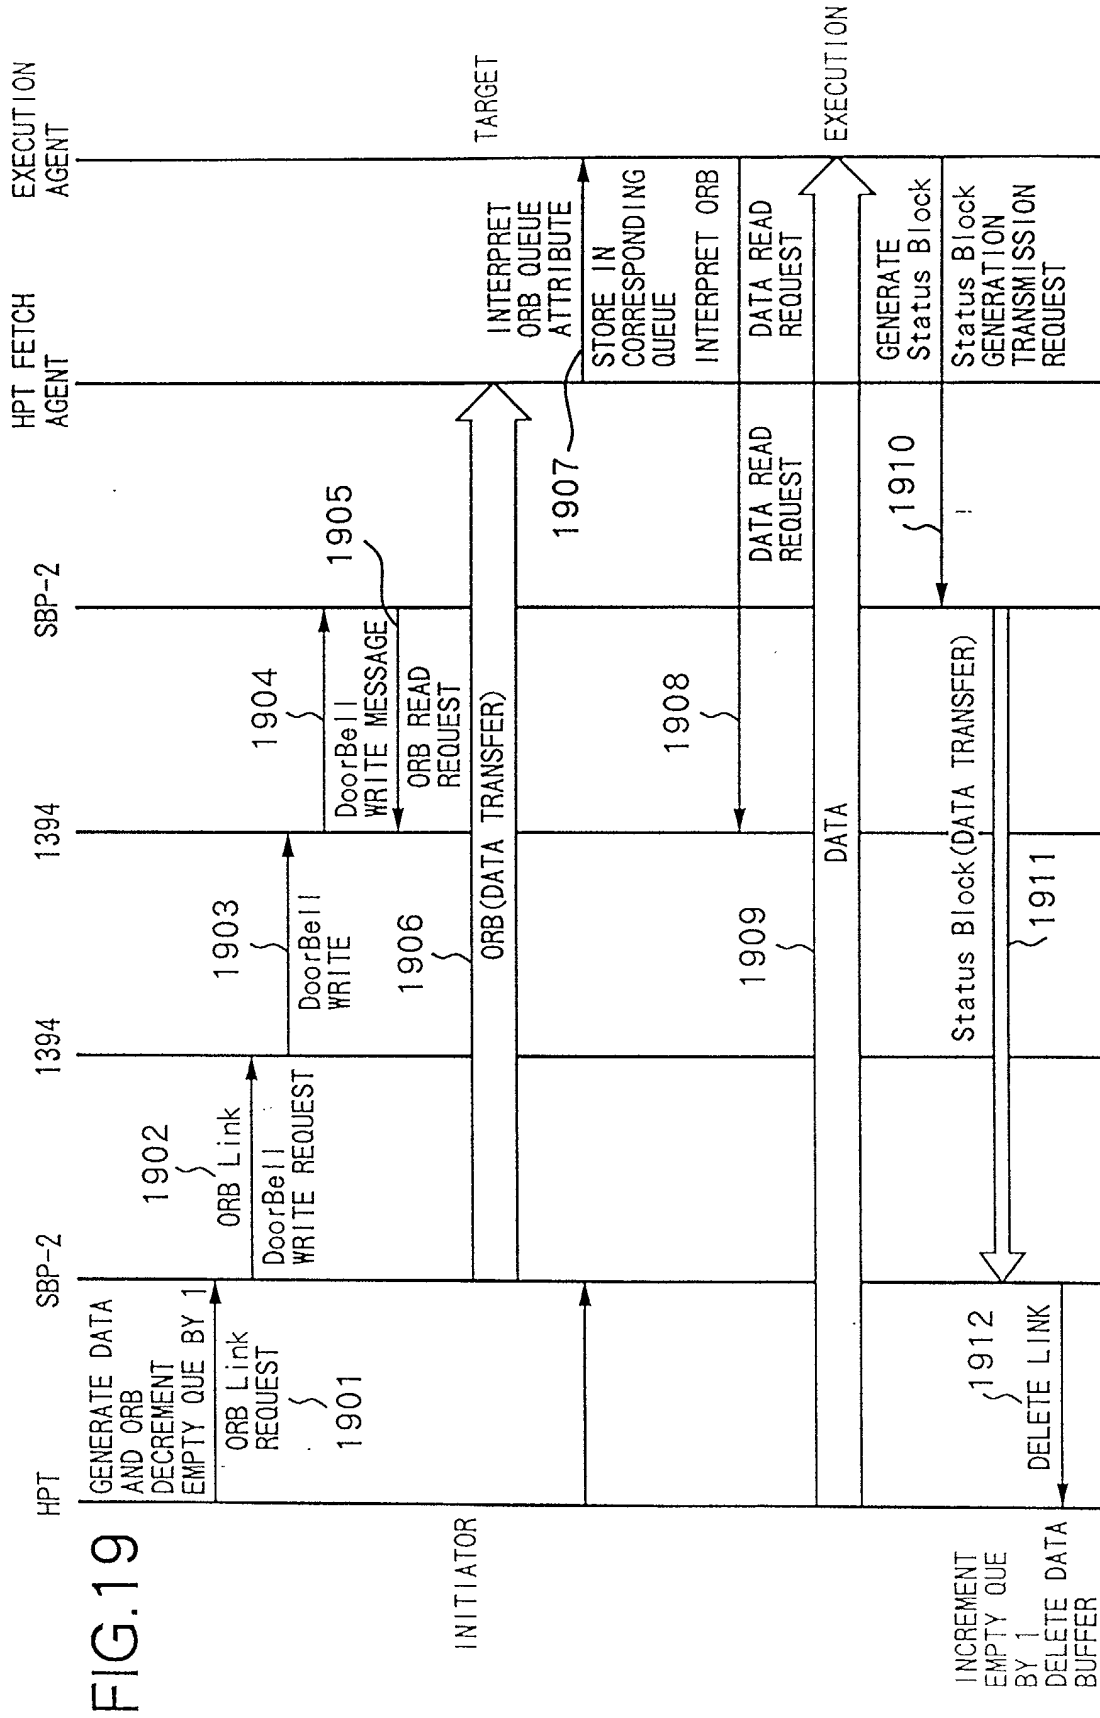 FIG.19
HPT
SBP-2
1394
1394
SBP-2
HPT FETCH
AGENT
EXECUTION
AGENT
GENERATE DATA
AND ORB
DECREMENT
EMPTY QUE BY 1
ORB Link
REQUEST
1901
1902
ORB Link
DoorBell
WRITE REQUEST
1903
DoorBell
WRITE
1904
DoorBell
WRITE MESSAGE
1905
ORB READ
REQUEST
INITIATOR
1906
ORB(DATA TRANSFER)
TARGET
INTERPRET
ORB QUEUE
ATTRIBUTE
1907
STORE IN
CORRESPONDING
QUEUE
INTERPRET ORB
1908
DATA READ
REQUEST
DATA READ
REQUEST
1909
DATA
EXECUTION
GENERATE
Status Block
1910
Status Block
GENERATION
TRANSMISSION
REQUEST
Status Block(DATA TRANSFER)
1911
1912
DELETE LINK
INCREMENT
EMPTY QUE
BY 1
DELETE DATA
BUFFER